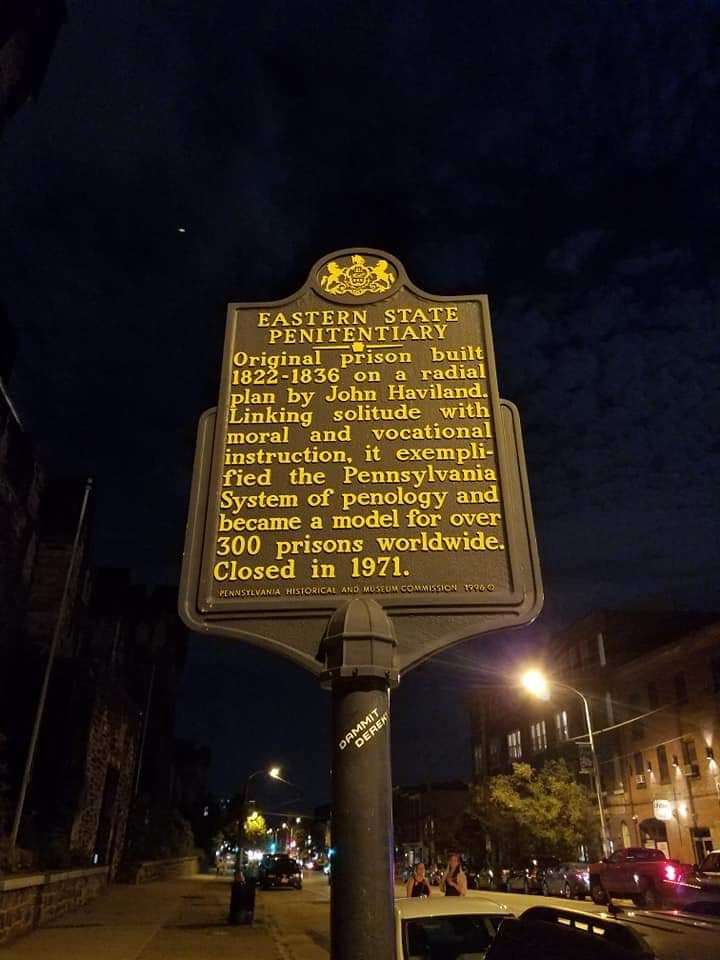 EASTERN STATE
PENITENTIARY
Original prison built
1822-1836 on a radial
plan by John Haviland.
Linking solitude with
moral and vocational
instruction, it exempli-
fied the Pennsylvania
System of penology and
became a model for over
300 prisons worldwide.
Closed in 1971.
PENNSYLVANIA HISTORICAL AND MUSEUM COMMISSION 1996 ©
DAMMIT
DEREK